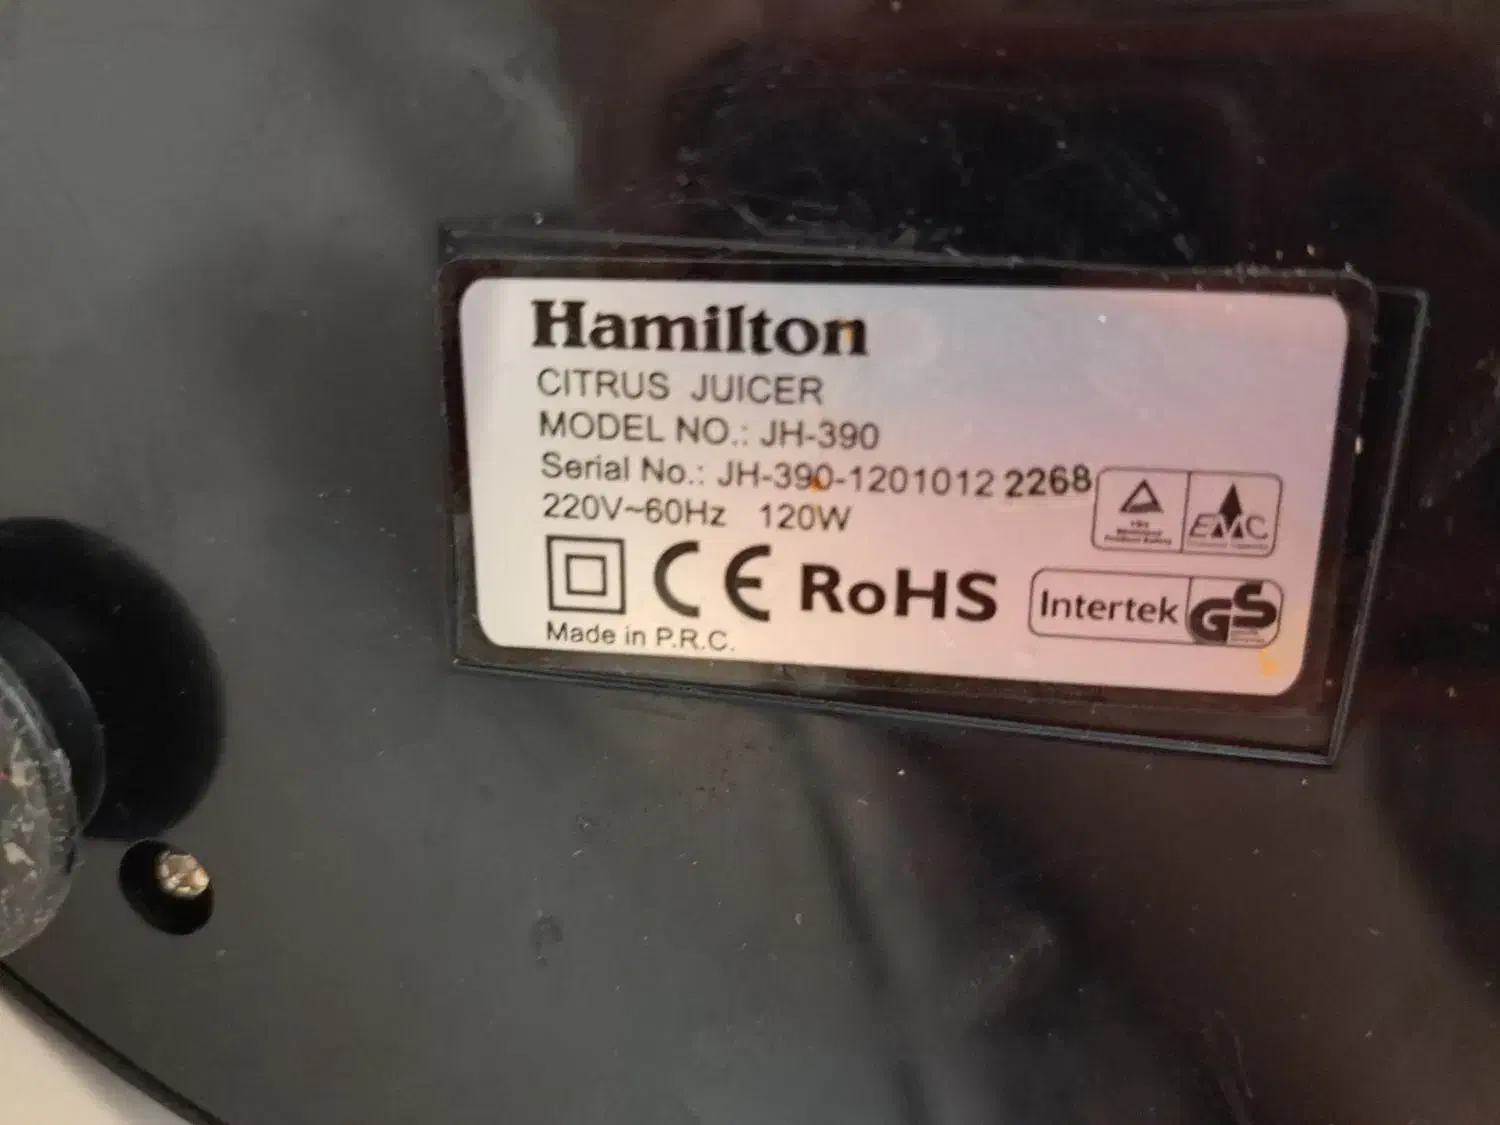 Hamilton
CITRUS JUICER
MODEL NO.: JH-390
Serial No.: JH-390-1201012 2268
220V~60Hz 120W
EMC
CE RoHS
Intertek GS
Made in P.R.C.